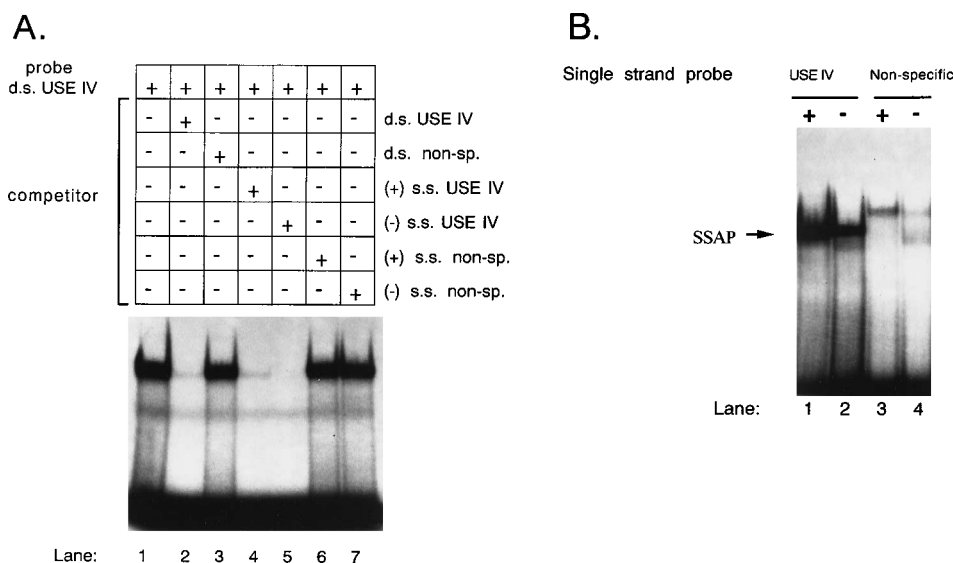 A.
probe
d.s. USE IV + + + + + + +
- + - - - - - d.s. USE IV
- - + - - - - d.s. non-sp.
competitor - - - + - - - (+) s.s. USE IV
- - - - + - - (-) s.s. USE IV
- - - - - + - (+) s.s. non-sp.
- - - - - - + (-) s.s. non-sp.
Lane: 1 2 3 4 5 6 7
B.
Single strand probe USE IV Non-specific
+ - + -
SSAP
Lane: 1 2 3 4